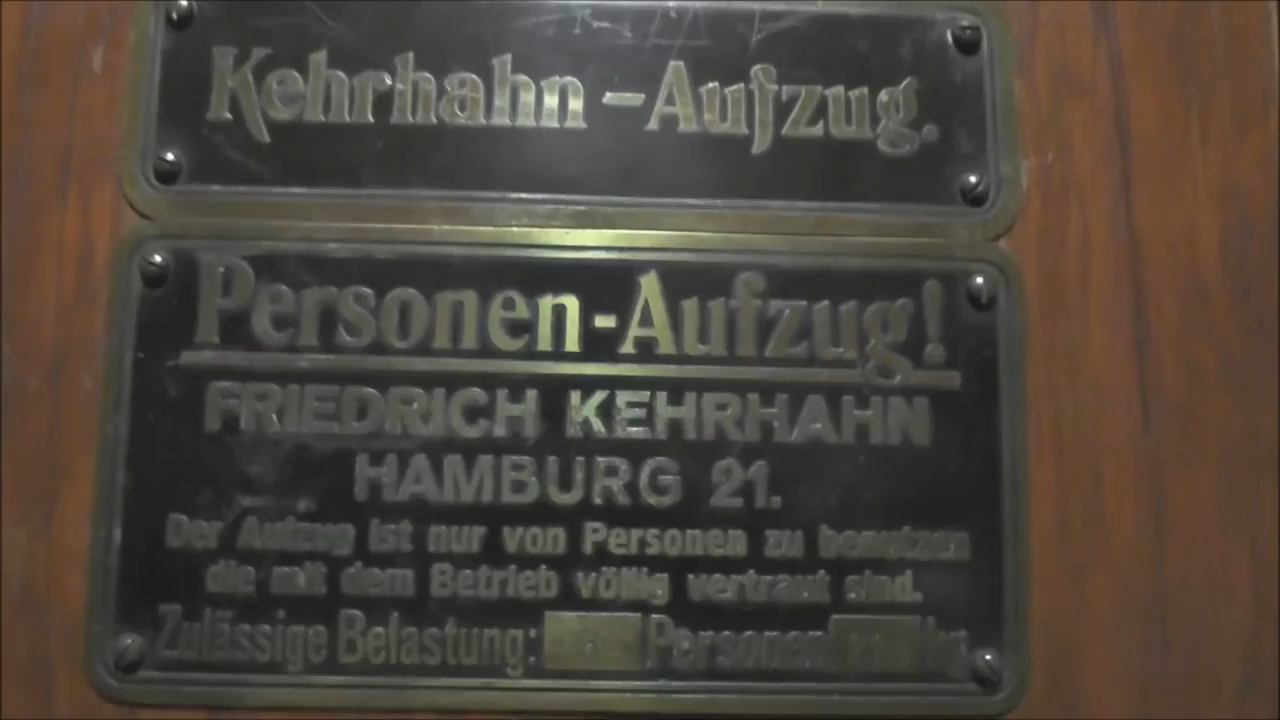 Kehrhahn-Aufzug.
Personen-Aufzug!
FRIEDRICH KEHRHAHN
HAMBURG 21.
Der Aufzug ist nur von Personen zu benutzen
die mit dem Betrieb völlig vertraut sind.
Zulässige Belastung: Personen